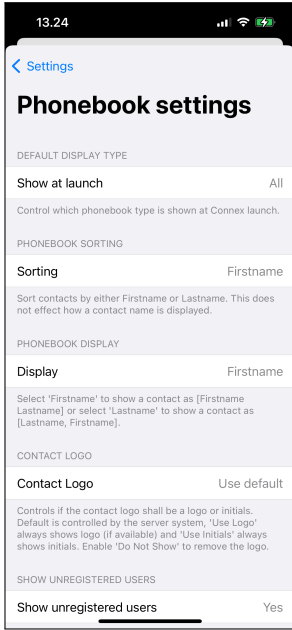 13.24
Settings
Phonebook settings
DEFAULT DISPLAY TYPE
Show at launch All
Control which phonebook type is shown at Connex launch.
PHONEBOOK SORTING
Sorting Firstname
Sort contacts by either Firstname or Lastname. This does
not effect how a contact name is displayed.
PHONEBOOK DISPLAY
Display Firstname
Select 'Firstname' to show a contact as [Firstname
Lastname] or select 'Lastname' to show a contact as
[Lastname, Firstname].
CONTACT LOGO
Contact Logo Use default
Controls if the contact logo shall be a logo or initials.
Default is controlled by the server system, 'Use Logo'
always shows logo (if available) and 'Use Initials' always
shows initials. Enable 'Do Not Show' to remove the logo.
SHOW UNREGISTERED USERS
Show unregistered users Yes